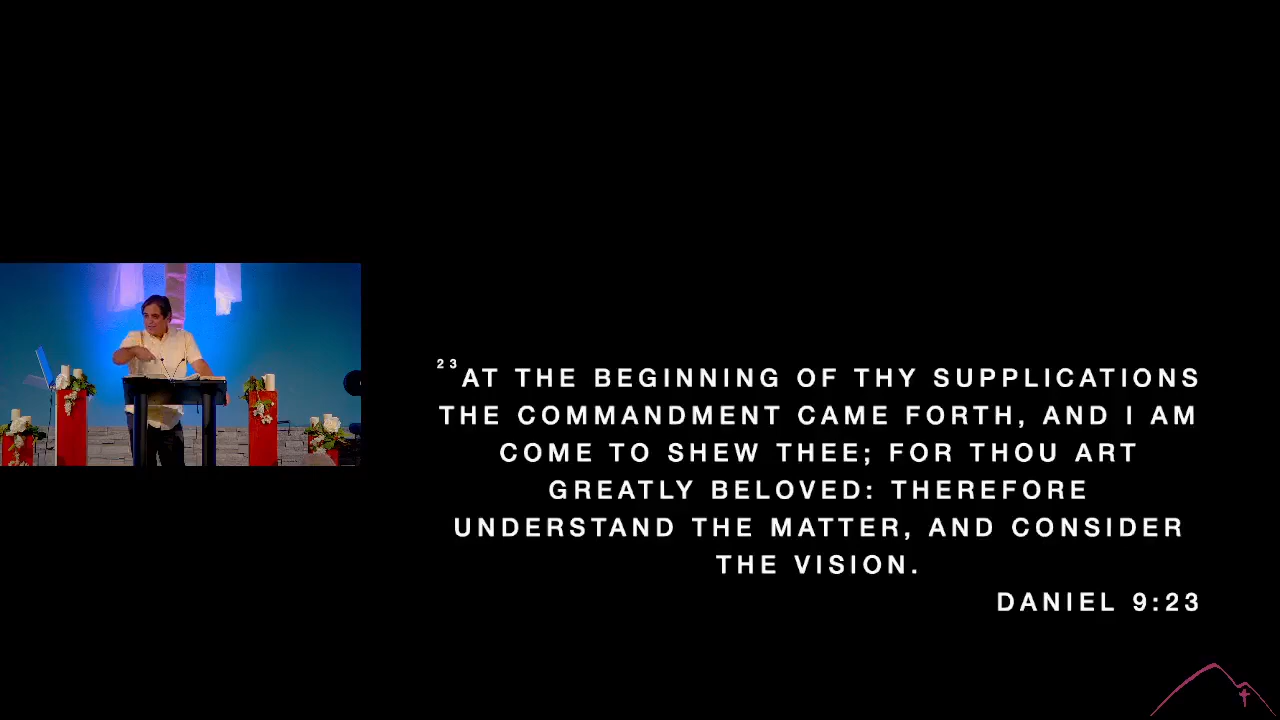 23AT THE BEGINNING OF THY SUPPLICATIONS
THE COMMANDMENT CAME FORTH, AND I AM
COME TO SHEW THEE; FOR THOU ART
GREATLY BELOVED: THEREFORE
UNDERSTAND THE MATTER, AND CONSIDER
THE VISION.
DANIEL 9:23